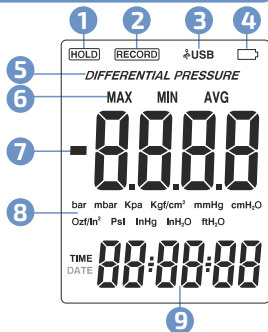 1 2 3 4
HOLD RECORD USB
5 DIFFERENTIAL PRESSURE
6 MAX MIN AVG
7 -8.8.8.8
bar mbar Kpa Kgf/cm² mmHg cmH₂O
8 Ozf/In² PsI InHg InH₂O ftH₂O
TIME 88:88:88
DATE
9